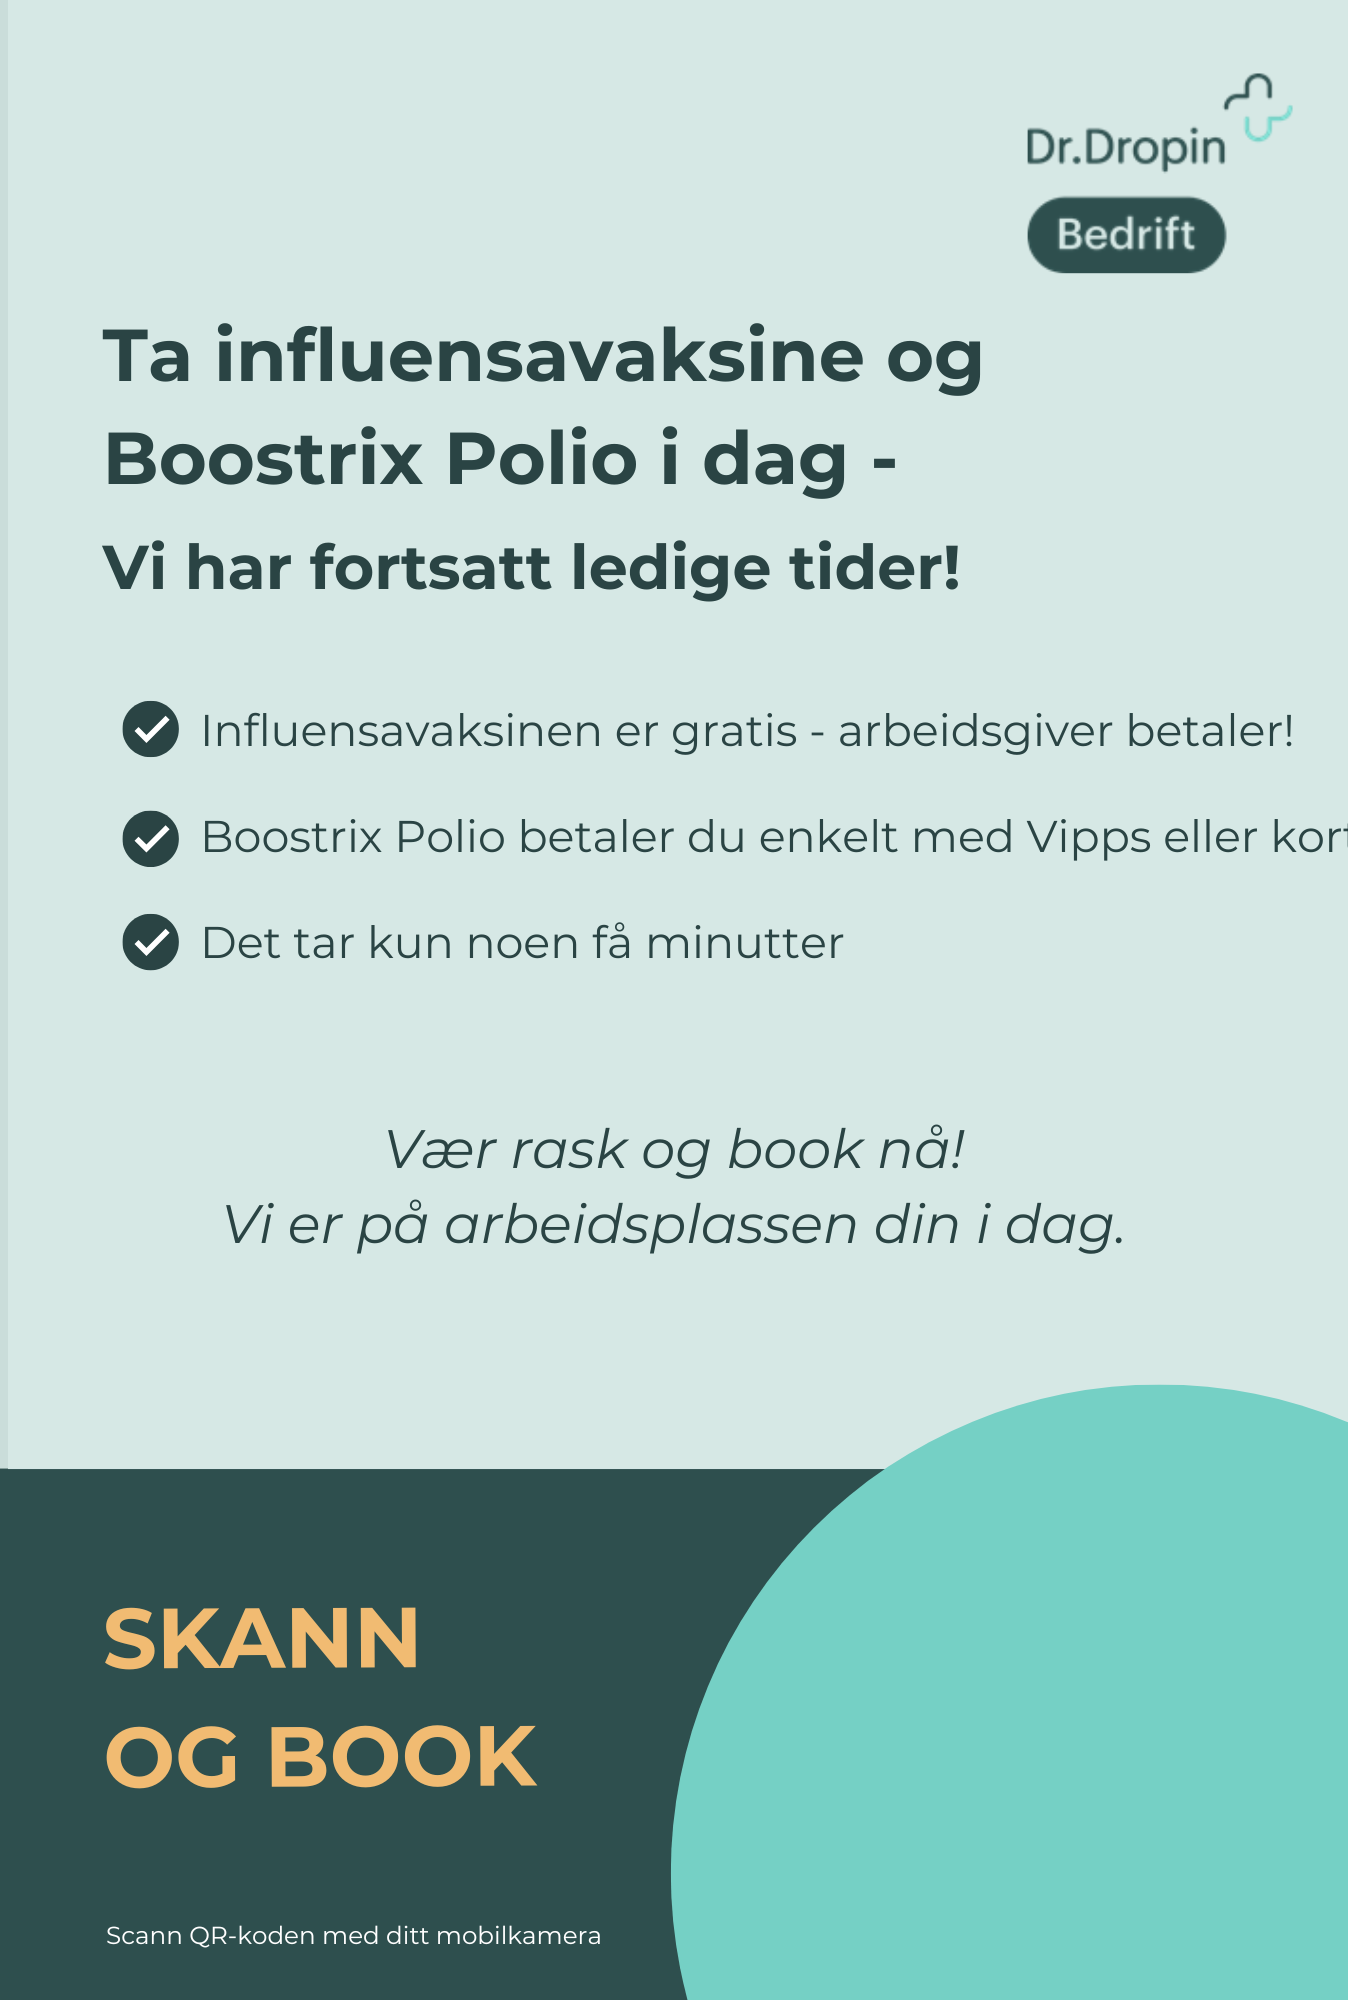 Dr.Dropin
Bedrift
Ta influensavaksine og
Boostrix Polio i dag -
Vi har fortsatt ledige tider!
Influensavaksinen er gratis - arbeidsgiver betaler!
Boostrix Polio betaler du enkelt med Vipps eller kort
Det tar kun noen få minutter
Vær rask og book nå!
Vi er på arbeidsplassen din i dag.
SKANN
OG BOOK
Scann QR-koden med ditt mobilkamera